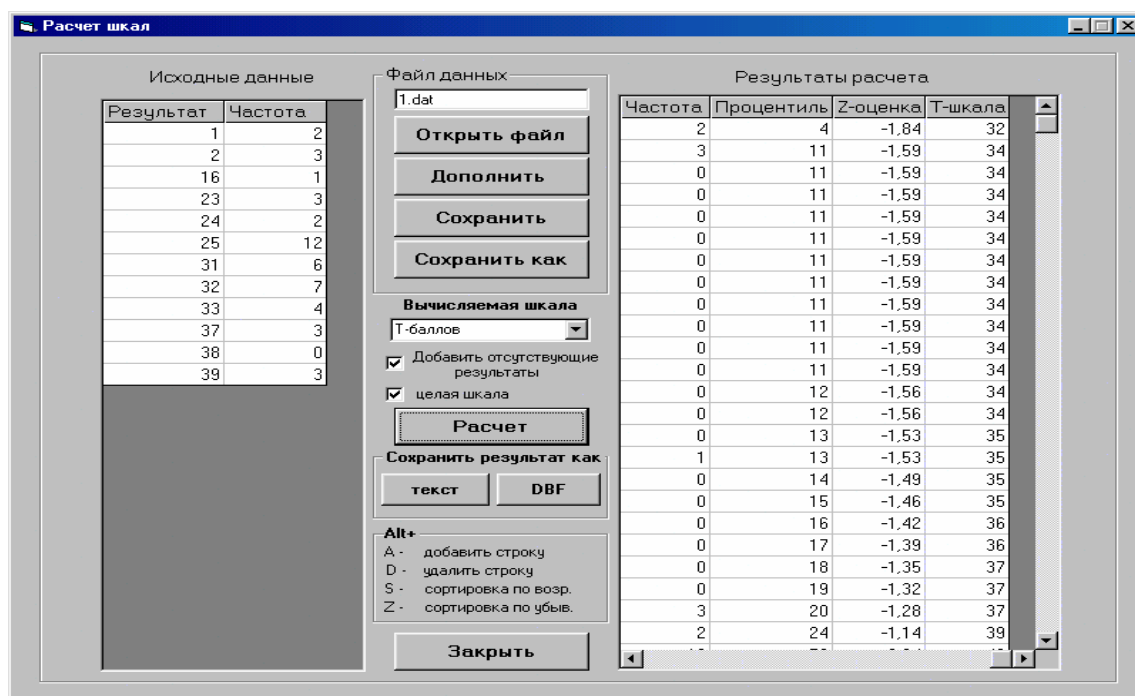 Расчет шкал
Исходные данные
Результат Частота
1 2
2 3
16 1
23 3
24 2
25 12
31 6
32 7
33 4
37 3
38 0
39 3
Файл данных
1.dat
Открыть файл
Дополнить
Сохранить
Сохранить как
Вычисляемая шкала
Т-баллов
Добавить отсутствующие
результаты
целая шкала
Расчет
Сохранить результат как
текст DBF
Alt+
A - добавить строку
D - удалить строку
S - сортировка по возр.
Z - сортировка по убыв.
Закрыть
Результаты расчета
Частота Процентиль Z-оценка Т-шкала
2 4 -1,84 32
3 11 -1,59 34
0 11 -1,59 34
0 11 -1,59 34
0 11 -1,59 34
0 11 -1,59 34
0 11 -1,59 34
0 11 -1,59 34
0 11 -1,59 34
0 11 -1,59 34
0 11 -1,59 34
0 11 -1,59 34
0 12 -1,56 34
0 12 -1,56 34
0 13 -1,53 35
1 13 -1,53 35
0 14 -1,49 35
0 15 -1,46 35
0 16 -1,42 36
0 17 -1,39 36
0 18 -1,35 37
0 19 -1,32 37
3 20 -1,28 37
2 24 -1,14 39